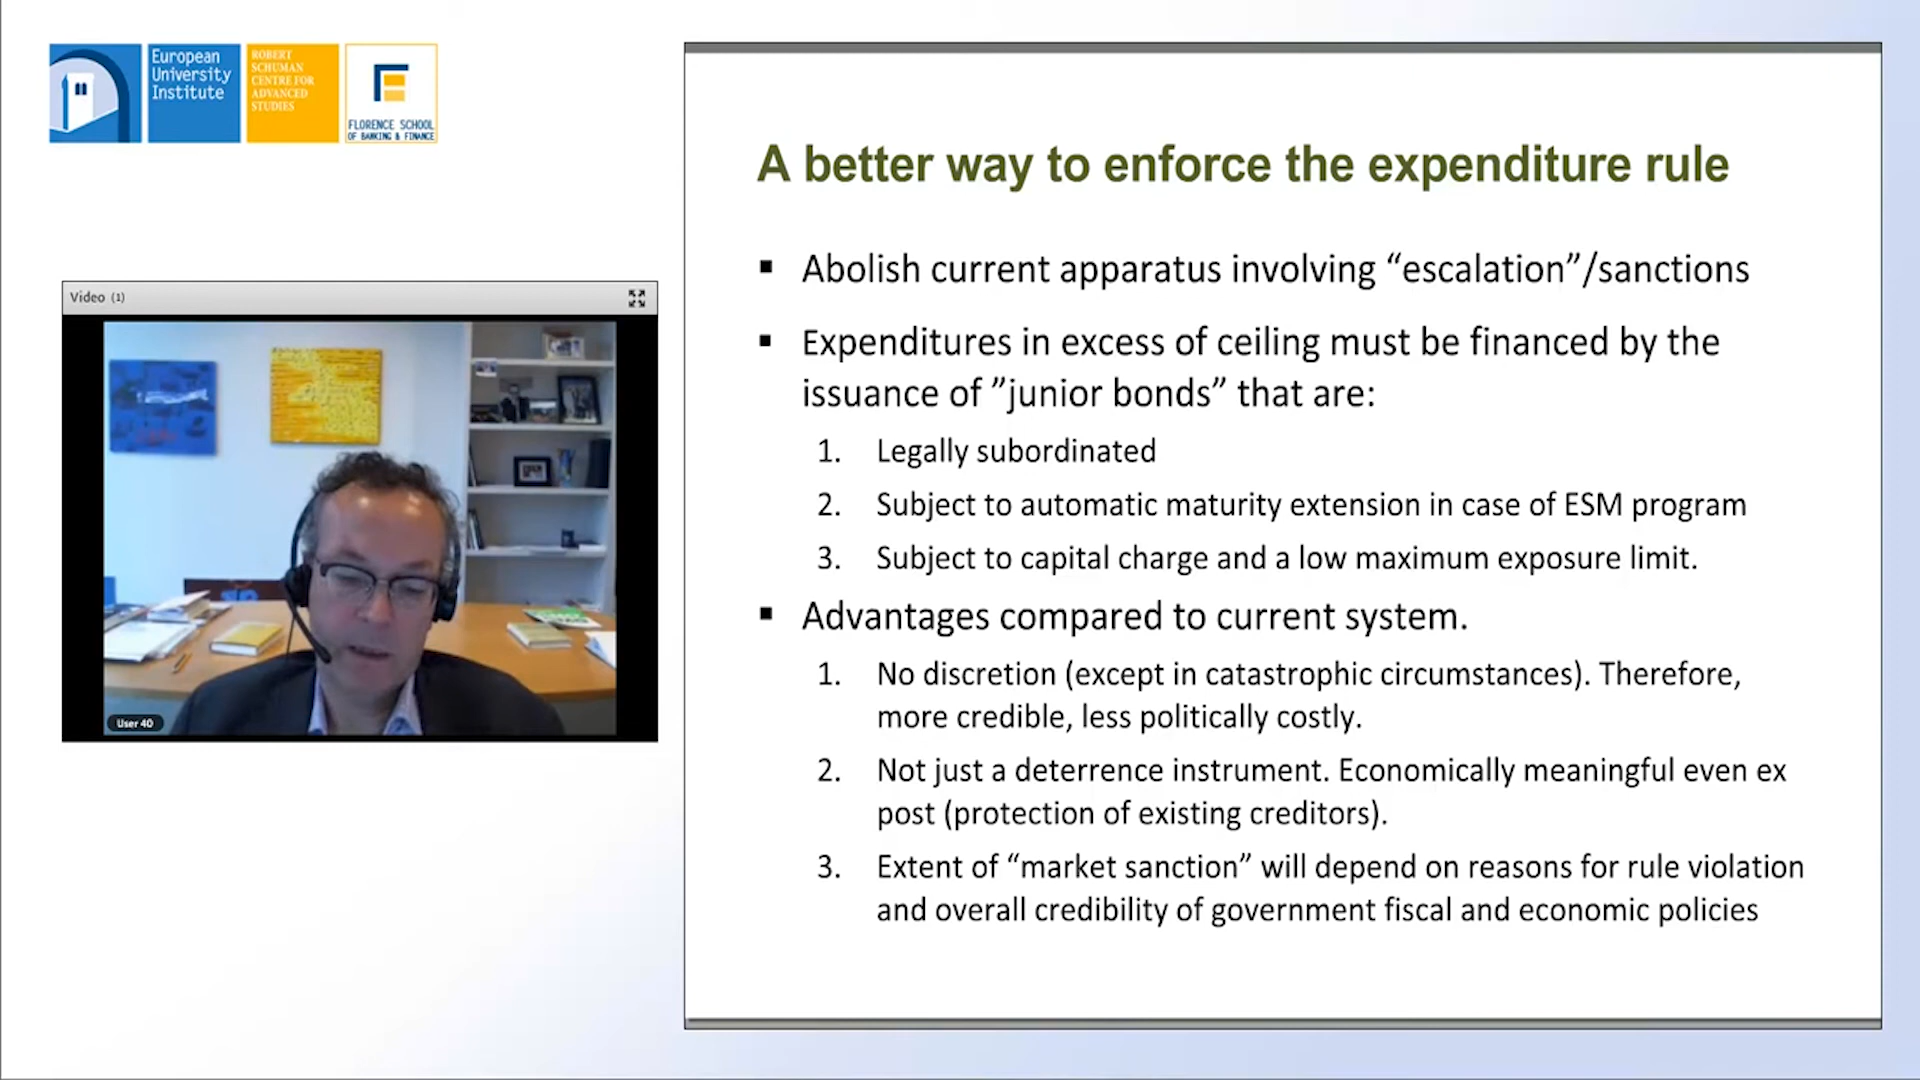 European
University
Institute
ROBERT
SCHUMAN
CENTRE FOR
ADVANCED
STUDIES
FLORENCE SCHOOL
OF BANKING & FINANCE
Video (1)
User 40
A better way to enforce the expenditure rule
▪ Abolish current apparatus involving “escalation”/sanctions
▪ Expenditures in excess of ceiling must be financed by the
issuance of ”junior bonds” that are:
1. Legally subordinated
2. Subject to automatic maturity extension in case of ESM program
3. Subject to capital charge and a low maximum exposure limit.
▪ Advantages compared to current system.
1. No discretion (except in catastrophic circumstances). Therefore,
more credible, less politically costly.
2. Not just a deterrence instrument. Economically meaningful even ex
post (protection of existing creditors).
3. Extent of “market sanction” will depend on reasons for rule violation
and overall credibility of government fiscal and economic policies